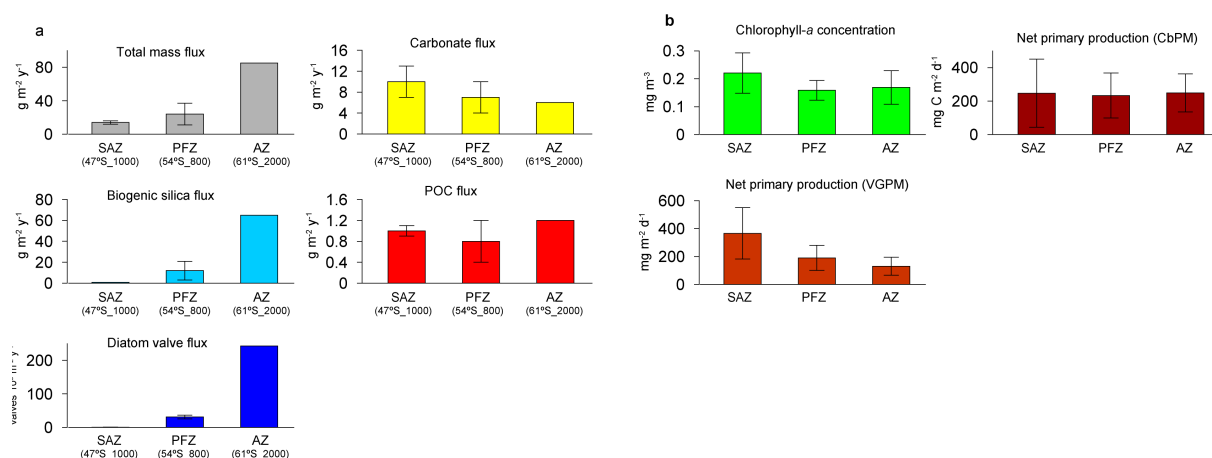 a
Total mass flux
g m⁻² y⁻¹
80
40
0
SAZ PFZ AZ
(47ºS_1000) (54ºS_800) (61ºS_2000)
Carbonate flux
g m⁻² y⁻¹
16
12
8
4
0
SAZ PFZ AZ
(47ºS_1000) (54ºS_800) (61ºS_2000)
Biogenic silica flux
g m⁻² y⁻¹
80
60
40
20
0
SAZ PFZ AZ
(47ºS_1000) (54ºS_800) (61ºS_2000)
POC flux
g m⁻² y⁻¹
1.6
1.2
0.8
0.4
0
SAZ PFZ AZ
(47ºS_1000) (54ºS_800) (61ºS_2000)
Diatom valve flux
200
100
0
SAZ PFZ AZ
(47ºS_1000) (54ºS_800) (61ºS_2000)
b
Chlorophyll-a concentration
mg m⁻³
0.3
0.2
0.1
0
SAZ PFZ AZ
Net primary production (CbPM)
mg C m⁻² d⁻¹
400
200
0
SAZ PFZ AZ
Net primary production (VGPM)
mg m⁻² d⁻¹
600
400
200
0
SAZ PFZ AZ